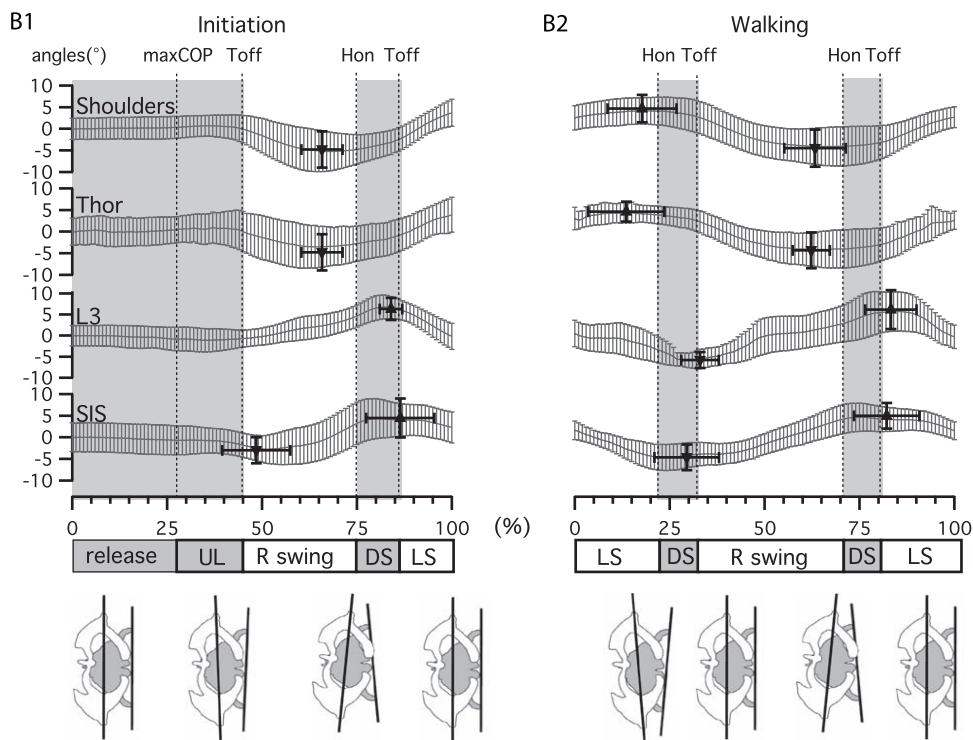 B1 Initiation B2 Walking
angles(°) maxCOP Toff Hon Toff Hon Toff Hon Toff
10
Shoulders
5
0
-5
-10
10
Thor
5
0
-5
-10
10
L3
5
0
-5
-10
10
SIS
5
0
-5
-10
0 25 50 75 100 (%) 0 25 50 75 100
release UL R swing DS LS LS DS R swing DS LS